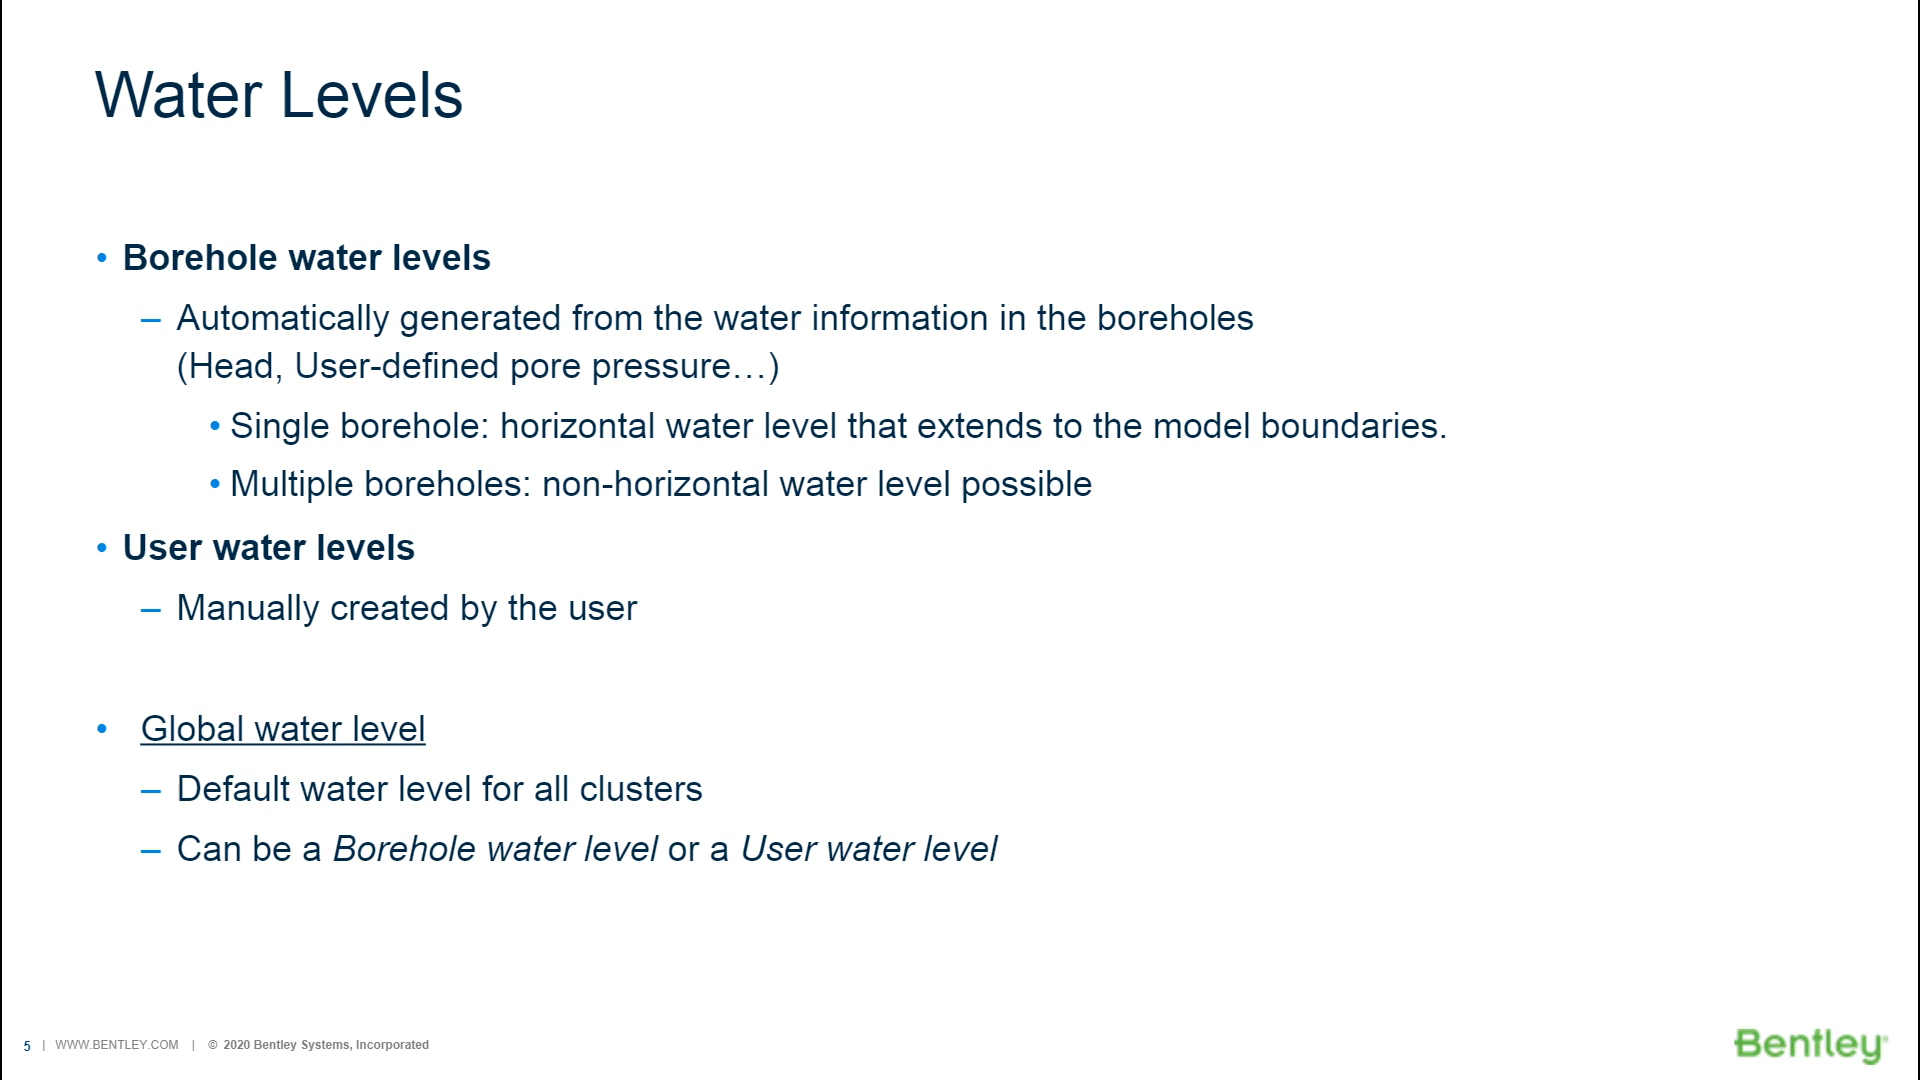 Water Levels
• Borehole water levels
– Automatically generated from the water information in the boreholes
(Head, User-defined pore pressure…)
• Single borehole: horizontal water level that extends to the model boundaries.
• Multiple boreholes: non-horizontal water level possible
• User water levels
– Manually created by the user
• Global water level
– Default water level for all clusters
– Can be a Borehole water level or a User water level
5 | WWW.BENTLEY.COM | © 2020 Bentley Systems, Incorporated
Bentley®